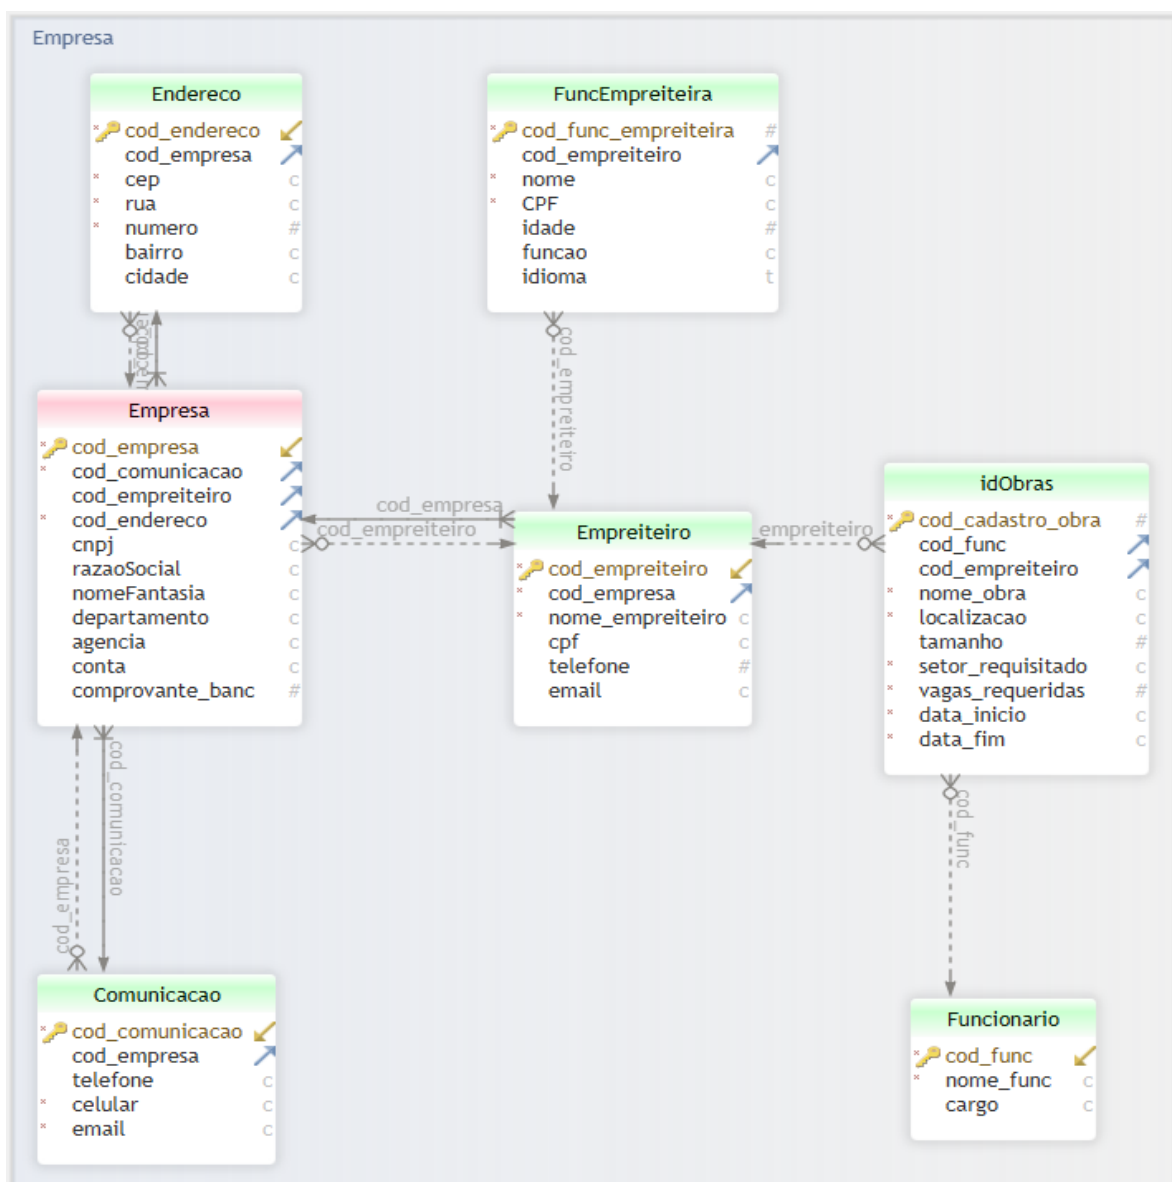 Empresa
Endereco
cod_endereco
cod_empresa
cep c
rua c
numero #
bairro c
cidade c
FuncEmpreiteira
cod_func_empreiteira #
cod_empreiteiro
nome c
CPF c
idade #
funcao c
idioma t
cod_empreiteiro
Empresa
cod_empresa
cod_comunicacao
cod_empreiteiro
cod_endereco
cnpj c
razaoSocial c
nomeFantasia c
departamento c
agencia c
conta c
comprovante_banc #
cod_empresa
cod_empreiteiro
Empreiteiro
cod_empreiteiro
cod_empresa
nome_empreiteiro c
cpf c
telefone #
email c
_empreiteiro
idObras
cod_cadastro_obra #
cod_func
cod_empreiteiro
nome_obra c
localizacao c
tamanho #
setor_requisitado c
vagas_requeridas #
data_inicio c
data_fim c
cod_func
cod_comunicacao
cod_empresa
Comunicacao
cod_comunicacao
cod_empresa
telefone c
celular c
email c
Funcionario
cod_func
nome_func c
cargo c